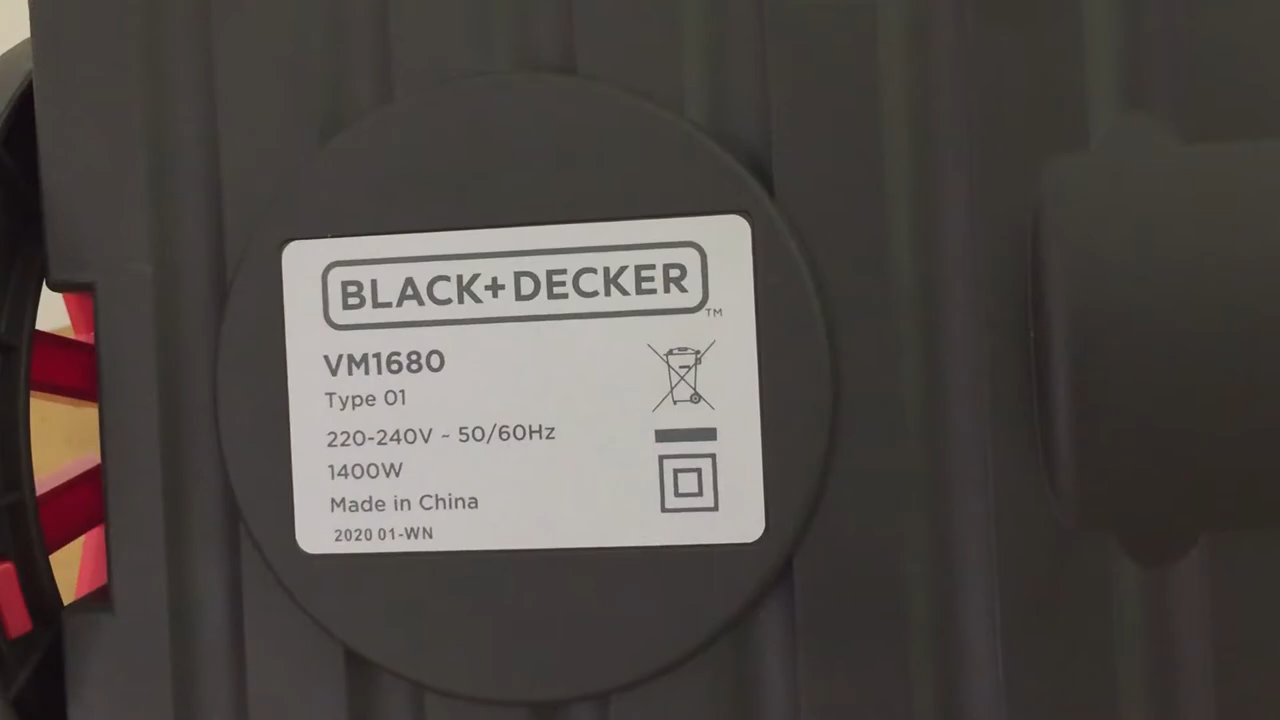 BLACK+DECKER
TM
VM1680
Type 01
220-240V ~ 50/60Hz
1400W
Made in China
2020 01-WN